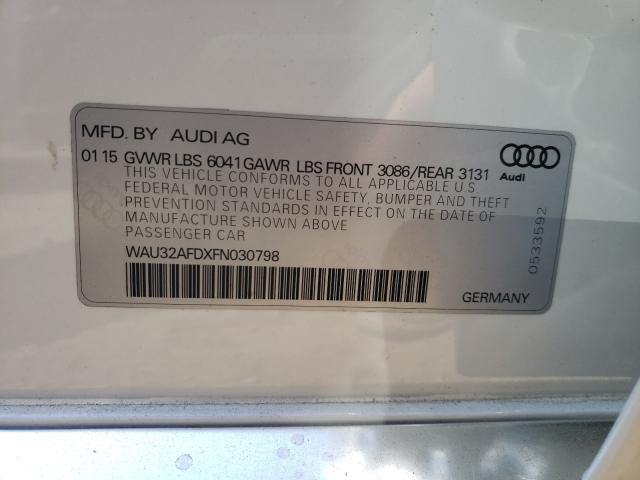 MFD. BY AUDI AG
01 15 GVWR LBS 6041 GAWR LBS FRONT 3086/REAR 3131
THIS VEHICLE CONFORMS TO ALL APPLICABLE U.S.
FEDERAL MOTOR VEHICLE SAFETY, BUMPER AND THEFT
PREVENTION STANDARDS IN EFFECT ON THE DATE OF
MANUFACTURE SHOWN ABOVE
PASSENGER CAR
WAU32AFDXFN030798
GERMANY
Audi
0533592